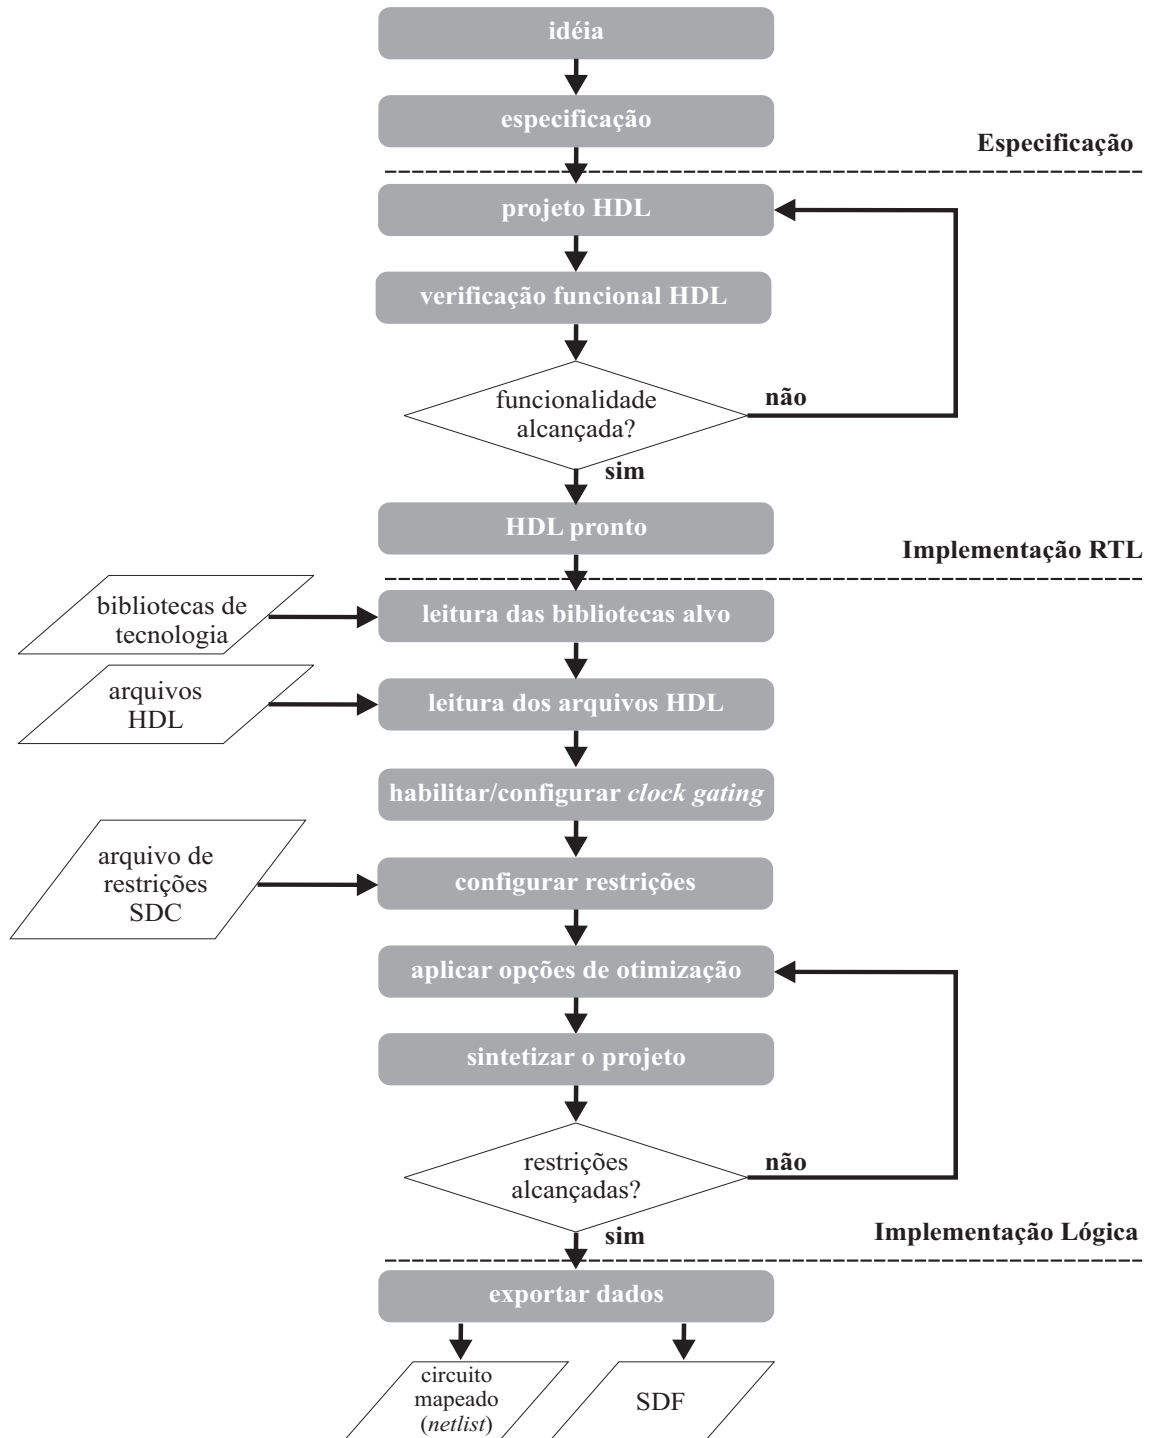 idéia
especificação
Especificação
projeto HDL
verificação funcional HDL
não
funcionalidade
alcançada?
sim
HDL pronto
Implementação RTL
bibliotecas de
tecnologia
leitura das bibliotecas alvo
arquivos
HDL
leitura dos arquivos HDL
habilitar/configurar clock gating
arquivo de
restrições
SDC
configurar restrições
aplicar opções de otimização
sintetizar o projeto
restrições
alcançadas?
não
sim
Implementação Lógica
exportar dados
circuito
mapeado
(netlist)
SDF